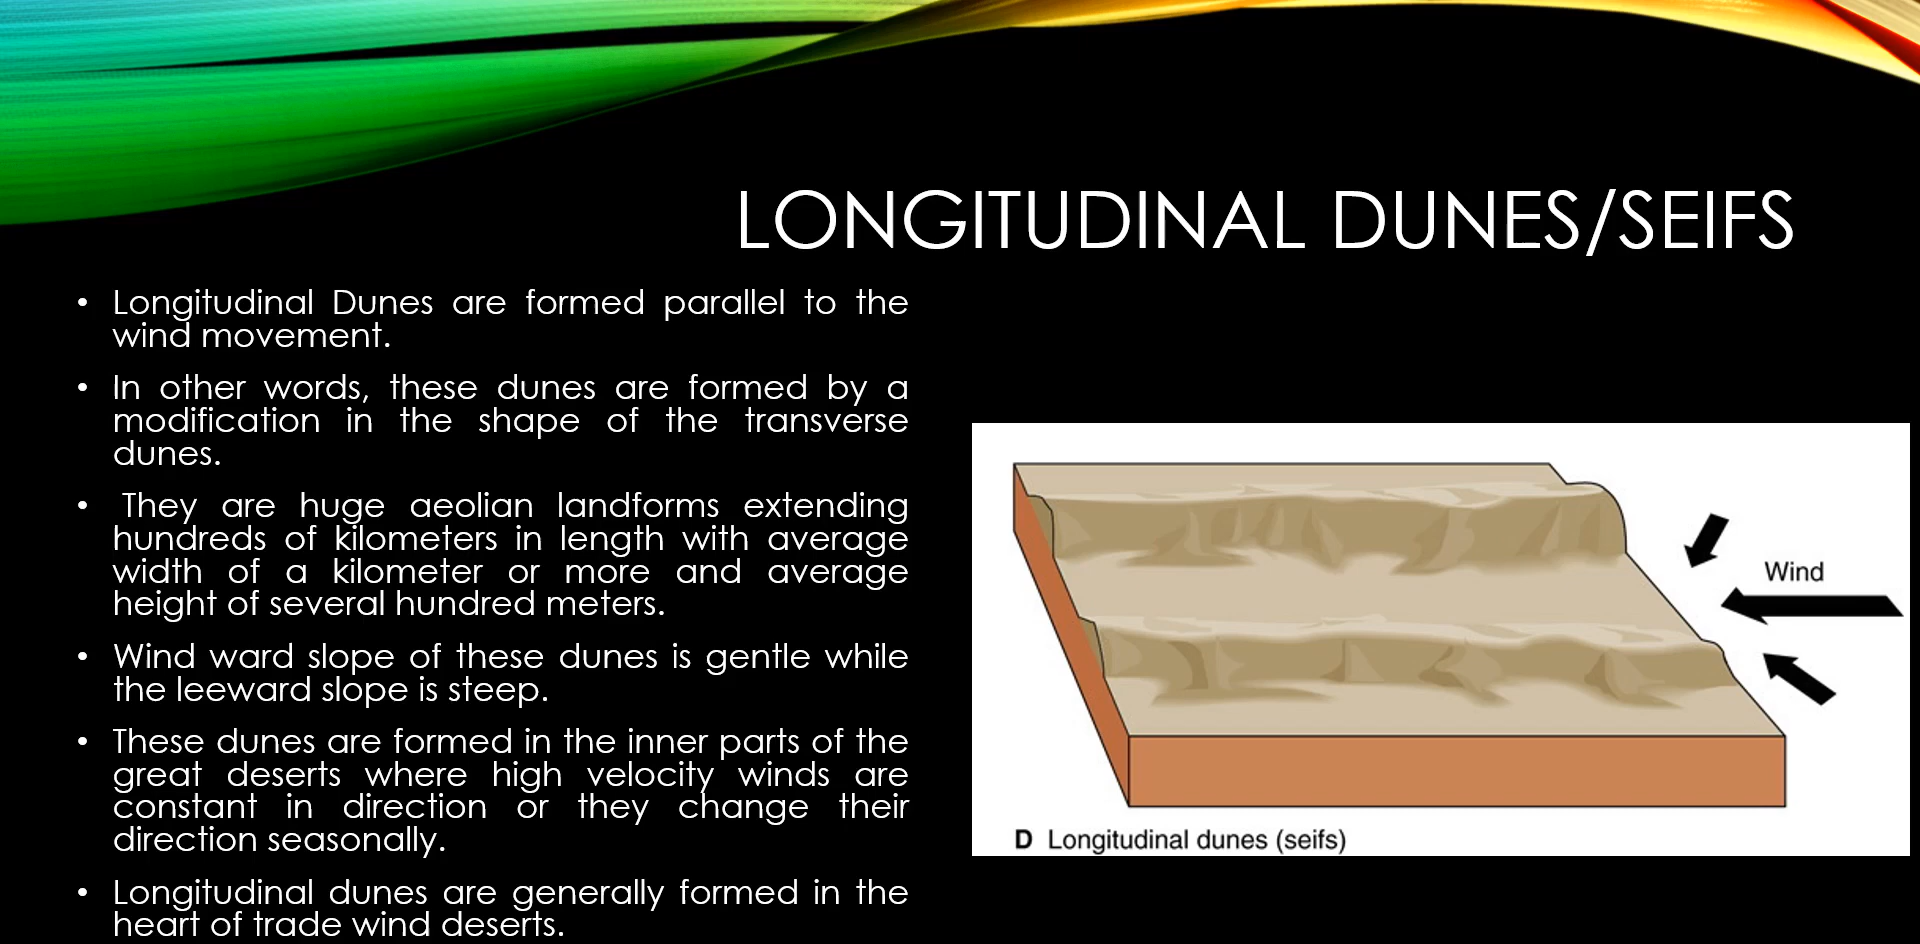 LONGITUDINAL DUNES/SEIFS
• Longitudinal Dunes are formed parallel to the
wind movement.
• In other words, these dunes are formed by a
modification in the shape of the transverse
dunes.
• They are huge aeolian landforms extending
hundreds of kilometers in length with average
width of a kilometer or more and average
height of several hundred meters.
• Wind ward slope of these dunes is gentle while
the leeward slope is steep.
• These dunes are formed in the inner parts of the
great deserts where high velocity winds are
constant in direction or they change their
direction seasonally.
• Longitudinal dunes are generally formed in the
heart of trade wind deserts.
Wind
D Longitudinal dunes (seifs)